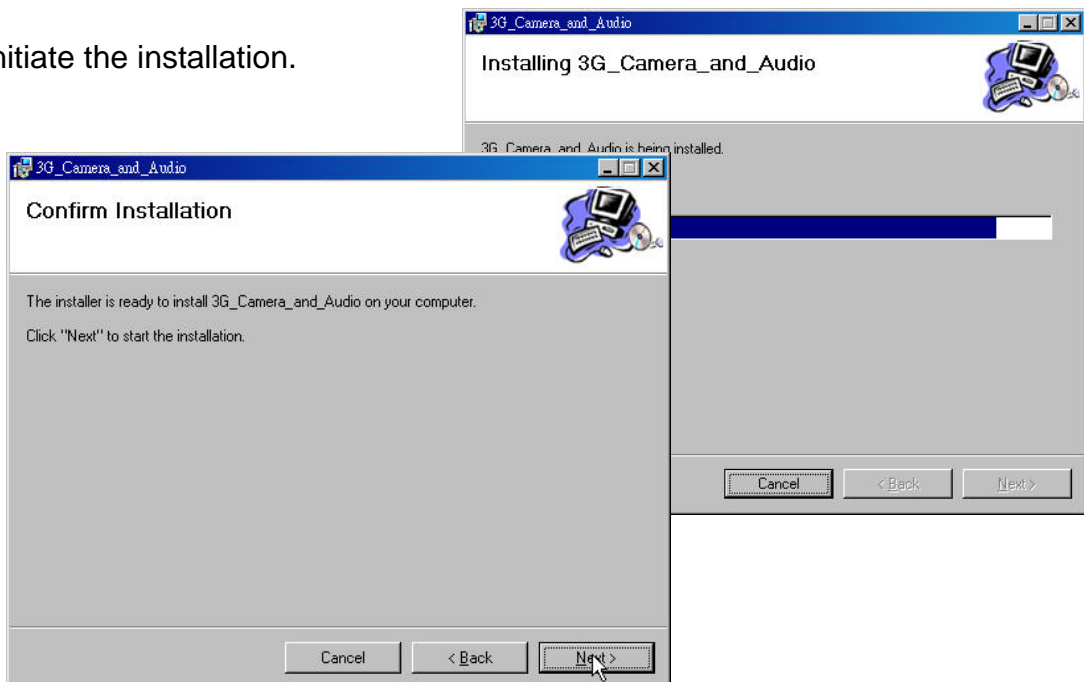 nitiate the installation.
3G_Camera_and_Audio
Installing 3G_Camera_and_Audio
3G_Camera_and_Audio is being installed.
Cancel
< Back
Next >
3G_Camera_and_Audio
Confirm Installation
The installer is ready to install 3G_Camera_and_Audio on your computer.
Click "Next" to start the installation.
Cancel
< Back
Next >